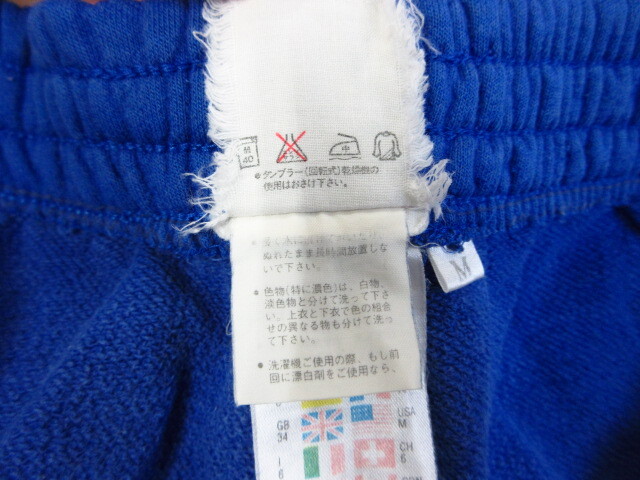 40
中
●タンブラー(回転式)乾燥機の
使用はおさけ下さい。
ぬれたまま長時間放置しな
いで下さい。
● 色物(特に濃色)は、白物、
淡色物と分けて洗って下さ
い。上衣と下衣で色の組合
せの異なる物も分けて洗っ
て下さい。
● 洗濯機ご使用の際、もし前
回に漂白剤をご使用なら、
M
GB
34
USA
M
I
6
CH
6